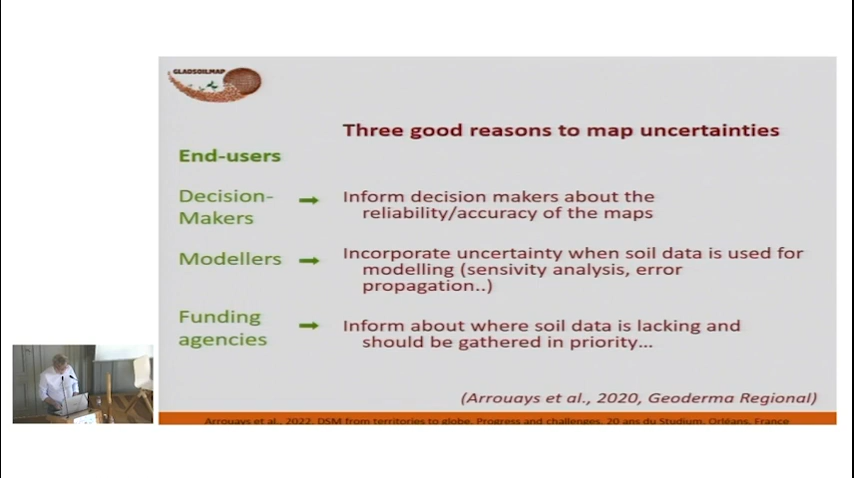 GLADSOILMAP
Three good reasons to map uncertainties
End-users
Decision-
Makers
Inform decision makers about the
reliability/accuracy of the maps
Modellers
Incorporate uncertainty when soil data is used for
modelling (sensivity analysis, error
propagation..)
Funding
agencies
Inform about where soil data is lacking and
should be gathered in priority...
(Arrouays et al., 2020, Geoderma Regional)
Arrouays et al., 2022. DSM from territories to globe. Progress and challenges. 20 ans du Studium, Orléans, France